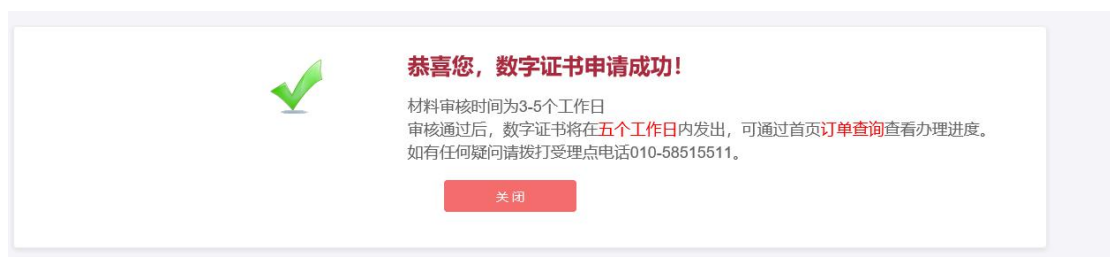 恭喜您，数字证书申请成功！
材料审核时间为3-5个工作日
审核通过后，数字证书将在五个工作日内发出，可通过首页订单查询查看办理进度。
如有任何疑问请拨打受理点电话010-58515511。
关闭